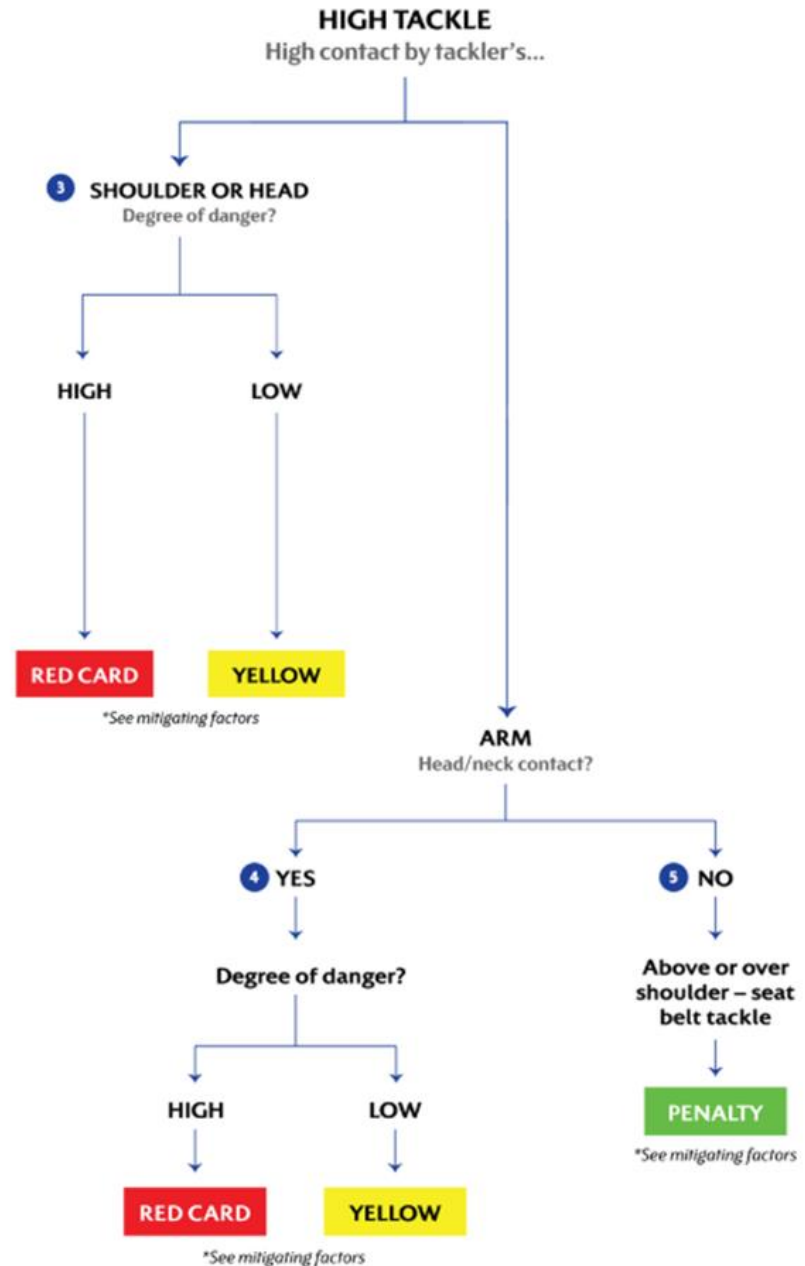 HIGH TACKLE
High contact by tackler's...
3 SHOULDER OR HEAD
Degree of danger?
HIGH
LOW
RED CARD
YELLOW
*See mitigating factors
ARM
Head/neck contact?
4 YES
5 NO
Degree of danger?
Above or over
shoulder – seat
belt tackle
HIGH
LOW
PENALTY
*See mitigating factors
RED CARD
YELLOW
*See mitigating factors